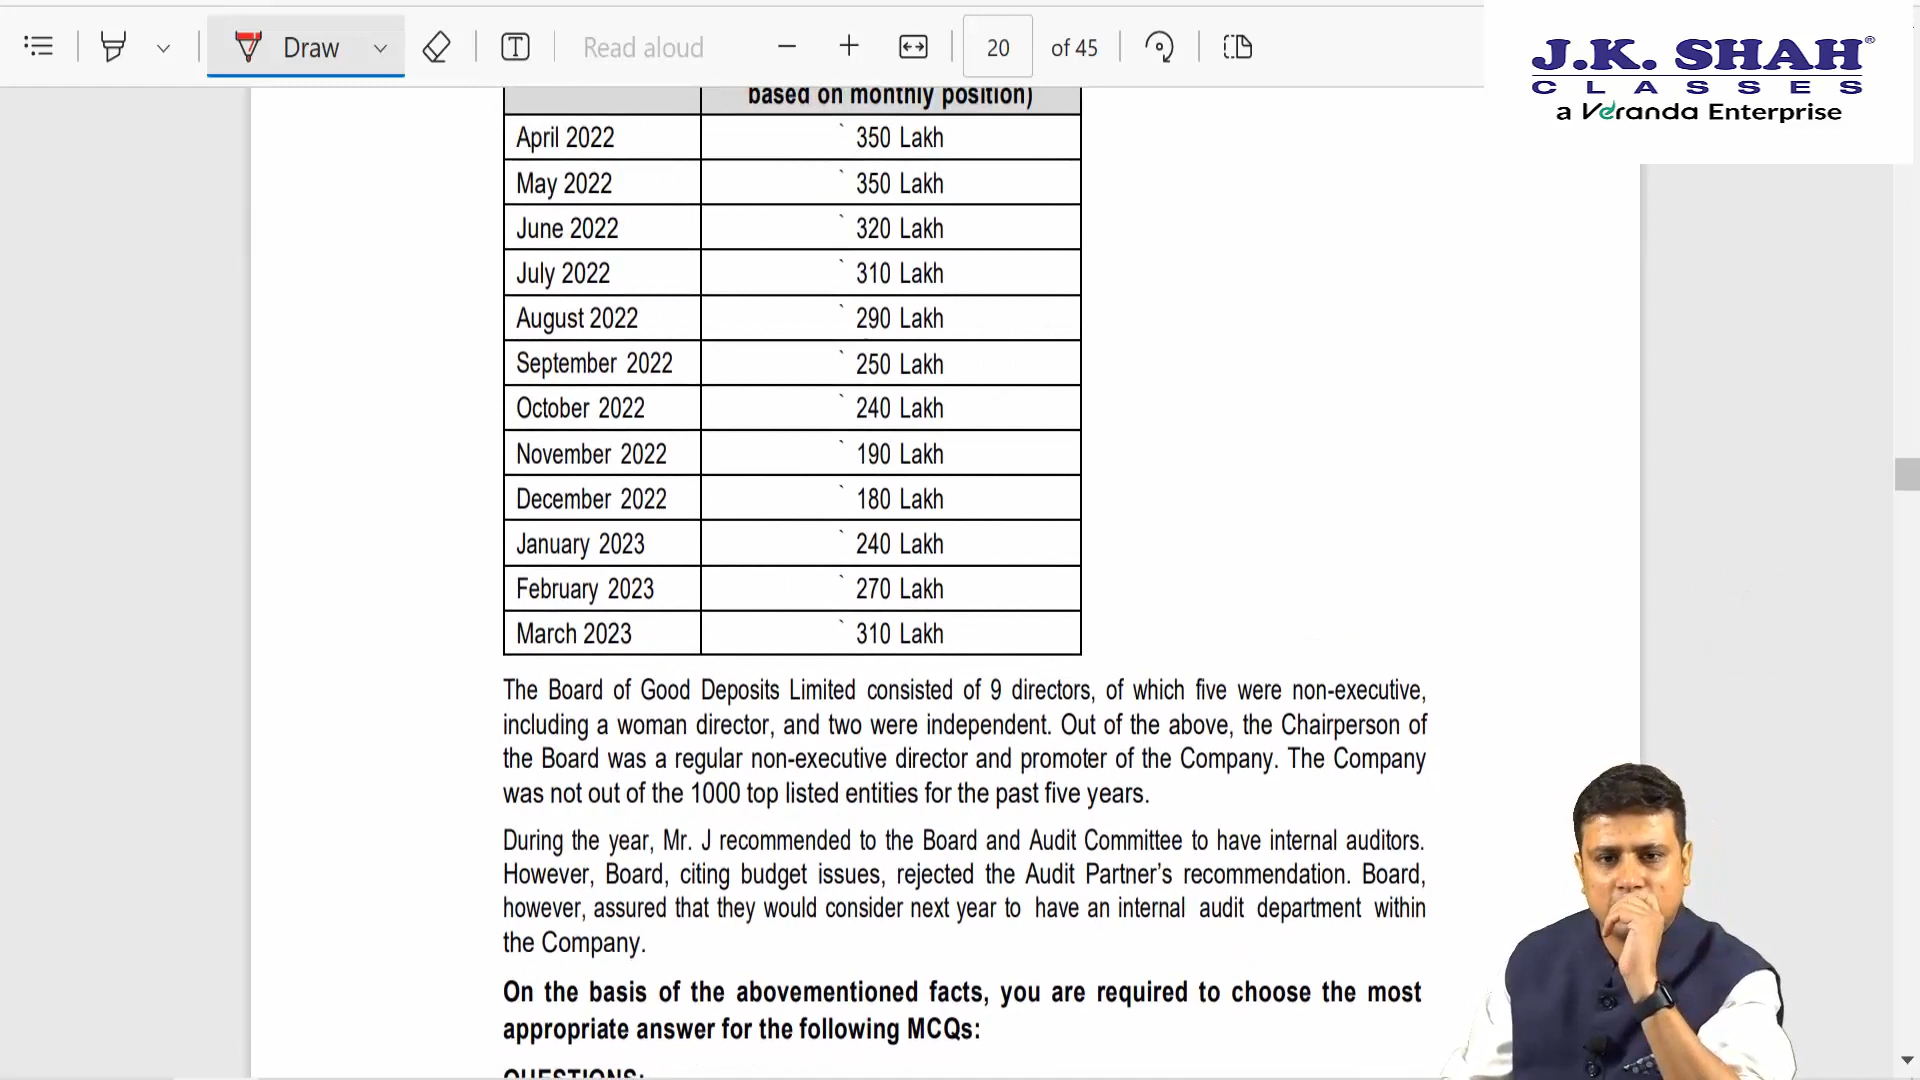 Draw
Read aloud
20
of 45
J.K. SHAH®
CLASSES
a Veranda Enterprise
based on monthly position)
April 2022 ` 350 Lakh
May 2022 ` 350 Lakh
June 2022 ` 320 Lakh
July 2022 ` 310 Lakh
August 2022 ` 290 Lakh
September 2022 ` 250 Lakh
October 2022 ` 240 Lakh
November 2022 ` 190 Lakh
December 2022 ` 180 Lakh
January 2023 ` 240 Lakh
February 2023 ` 270 Lakh
March 2023 ` 310 Lakh
The Board of Good Deposits Limited consisted of 9 directors, of which five were non-executive,
including a woman director, and two were independent. Out of the above, the Chairperson of
the Board was a regular non-executive director and promoter of the Company. The Company
was not out of the 1000 top listed entities for the past five years.
During the year, Mr. J recommended to the Board and Audit Committee to have internal auditors.
However, Board, citing budget issues, rejected the Audit Partner's recommendation. Board,
however, assured that they would consider next year to have an internal audit department within
the Company.
On the basis of the abovementioned facts, you are required to choose the most
appropriate answer for the following MCQs:
QUESTIONS: